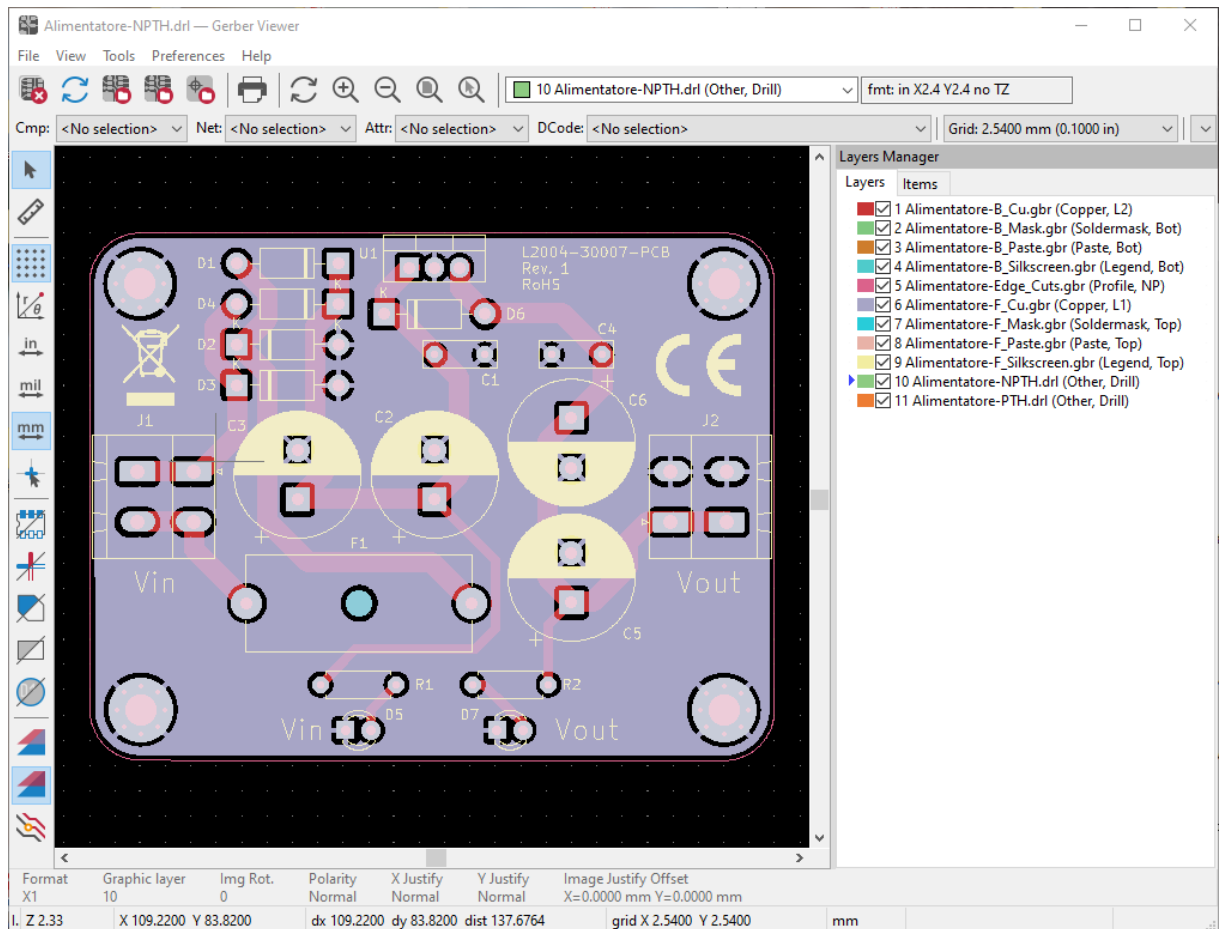 Alimentatore-NPTH.drl — Gerber Viewer
File View Tools Preferences Help
10 Alimentatore-NPTH.drl (Other, Drill) fmt: in X2.4 Y2.4 no TZ
Cmp: <No selection> Net: <No selection> Attr: <No selection> DCode: <No selection> Grid: 2.5400 mm (0.1000 in)
r
θ
in
mil
mm
D1
K
U1
L2004-30007-PCB
Rev. 1
RoHS
D4
K
K
D6
D2
K
C4
C1
+
D3
K
CE
J1
C3
C2
C6
J2
+
+
F1
Vin
Vout
+
C5
R1
R2
D5
D7
Vin
Vout
Layers Manager
Layers Items
1 Alimentatore-B_Cu.gbr (Copper, L2)
2 Alimentatore-B_Mask.gbr (Soldermask, Bot)
3 Alimentatore-B_Paste.gbr (Paste, Bot)
4 Alimentatore-B_Silkscreen.gbr (Legend, Bot)
5 Alimentatore-Edge_Cuts.gbr (Profile, NP)
6 Alimentatore-F_Cu.gbr (Copper, L1)
7 Alimentatore-F_Mask.gbr (Soldermask, Top)
8 Alimentatore-F_Paste.gbr (Paste, Top)
9 Alimentatore-F_Silkscreen.gbr (Legend, Top)
10 Alimentatore-NPTH.drl (Other, Drill)
11 Alimentatore-PTH.drl (Other, Drill)
Format Graphic layer Img Rot. Polarity X Justify Y Justify Image Justify Offset
X1 10 0 Normal Normal Normal X=0.0000 mm Y=0.0000 mm
Z 2.33 X 109.2200 Y 83.8200 dx 109.2200 dy 83.8200 dist 137.6764 grid X 2.5400 Y 2.5400 mm